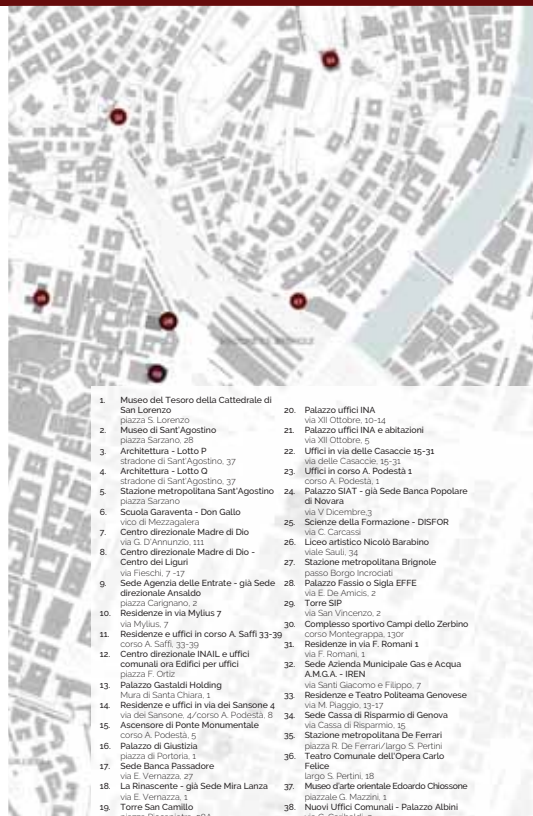 1. Museo del Tesoro della Cattedrale di
San Lorenzo
piazza S. Lorenzo
2. Museo di Sant'Agostino
piazza Sarzano, 28
3. Architettura - Lotto P
stradone di Sant'Agostino, 37
4. Architettura - Lotto Q
stradone di Sant'Agostino, 37
5. Stazione metropolitana Sant'Agostino
piazza Sarzano
6. Scuola Garaventa - Don Gallo
vico di Mezzagalera
7. Centro direzionale Madre di Dio
via G. D'Annunzio, 111
8. Centro direzionale Madre di Dio -
Centro dei Liguri
via Fieschi, 7 -17
9. Sede Agenzia delle Entrate - già Sede
direzionale Ansaldo
piazza Carignano, 2
10. Residenze in via Mylius 7
via Mylius, 7
11. Residenze e uffici in corso A. Saffi 33-39
corso A. Saffi, 33-39
12. Centro direzionale INAIL e uffici
comunali ora Edifici per uffici
piazza F. Ortiz
13. Palazzo Gastaldi Holding
Mura di Santa Chiara, 1
14. Residenze e uffici in via dei Sansone 4
via dei Sansone, 4/corso A. Podestà, 8
15. Ascensore di Ponte Monumentale
corso A. Podestà, 5
16. Palazzo di Giustizia
piazza di Portoria, 1
17. Sede Banca Passadore
via E. Vernazza, 27
18. La Rinascente - già Sede Mira Lanza
via E. Vernazza, 1
19. Torre San Camillo
20. Palazzo uffici INA
via XII Ottobre, 10-14
21. Palazzo uffici INA e abitazioni
via XII Ottobre, 5
22. Uffici in via delle Casaccie 15-31
via delle Casaccie, 15-31
23. Uffici in corso A. Podestà 1
corso A. Podestà, 1
24. Palazzo SIAT - già Sede Banca Popolare
di Novara
via V Dicembre,3
25. Scienze della Formazione - DISFOR
via C. Carcassi
26. Liceo artistico Nicolò Barabino
viale Sauli, 34
27. Stazione metropolitana Brignole
passo Borgo Incrociati
28. Palazzo Fassio o Sigla EFFE
via E. De Amicis, 2
29. Torre SIP
via San Vincenzo, 2
30. Complesso sportivo Campi dello Zerbino
corso Montegrappa, 130r
31. Residenze in via F. Romani 1
via F. Romani, 1
32. Sede Azienda Municipale Gas e Acqua
A.M.G.A. - IREN
via Santi Giacomo e Filippo, 7
33. Residenze e Teatro Politeama Genovese
via M. Piaggio, 13-17
34. Sede Cassa di Risparmio di Genova
via Cassa di Risparmio, 15
35. Stazione metropolitana De Ferrari
piazza R. De Ferrari/largo S. Pertini
36. Teatro Comunale dell'Opera Carlo
Felice
largo S. Pertini, 18
37. Museo d'arte orientale Edoardo Chiossone
piazzale G. Mazzini, 1
38. Nuovi Uffici Comunali - Palazzo Albini